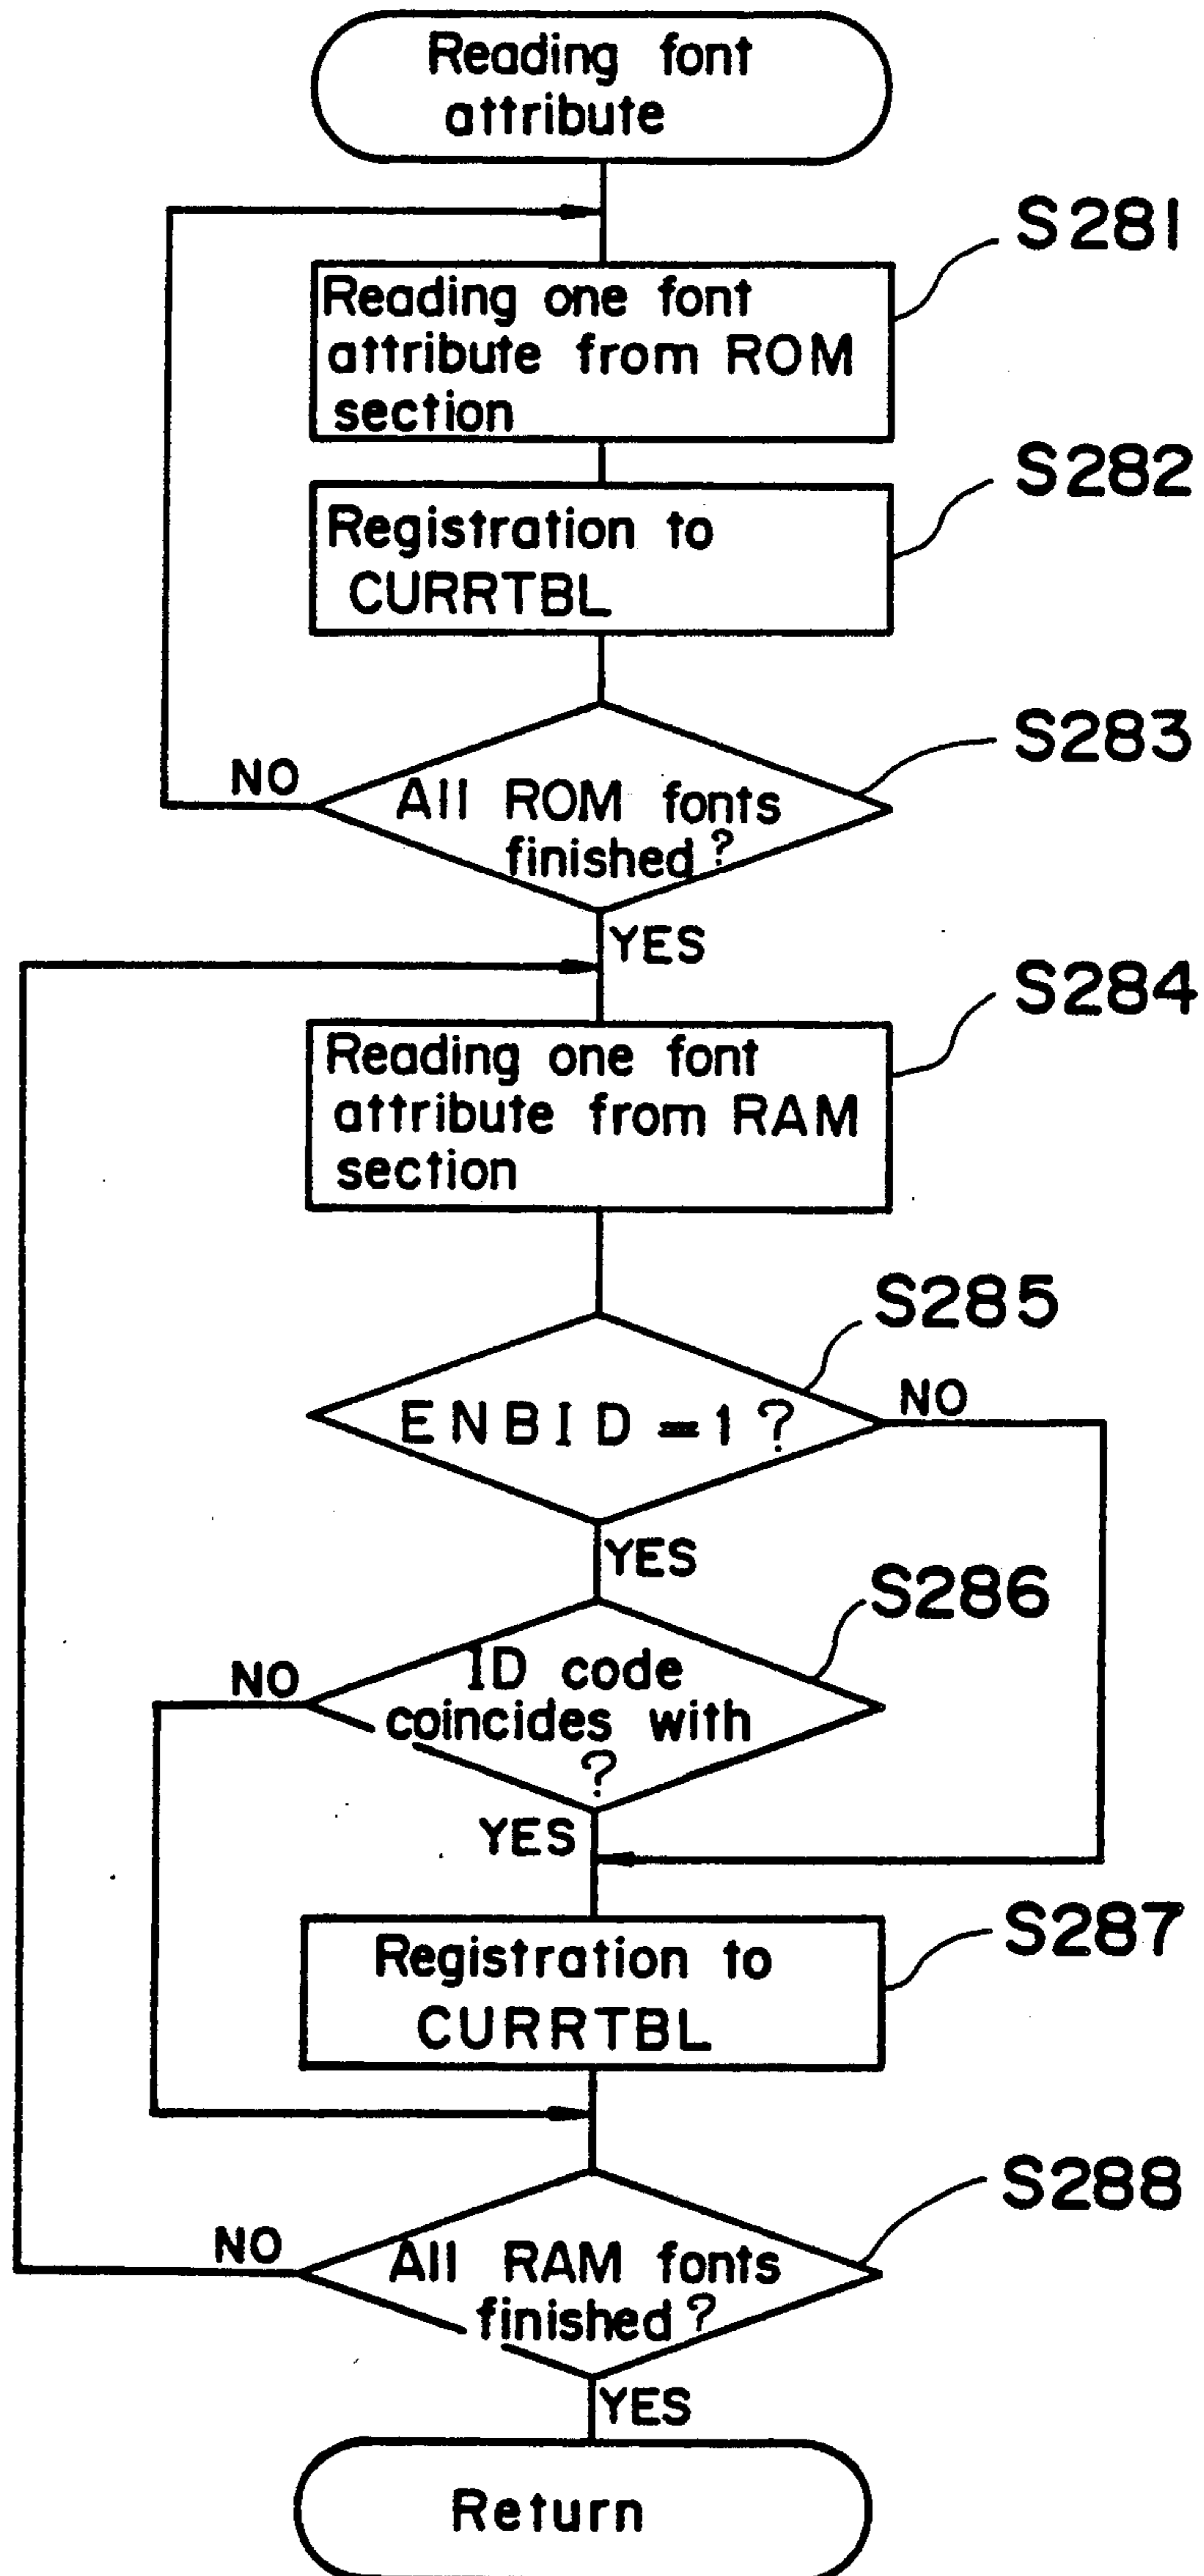 Reading font
attribute
S281
Reading one font
attribute from ROM
section
S282
Registration to
CURRTBL
S283
NO
All ROM fonts
finished?
YES
S284
Reading one font
attribute from RAM
section
S285
ENBID=1?
NO
YES
S286
NO
ID code
coincides with
?
YES
S287
Registration to
CURRTBL
S288
NO
All RAM fonts
finished?
YES
Return